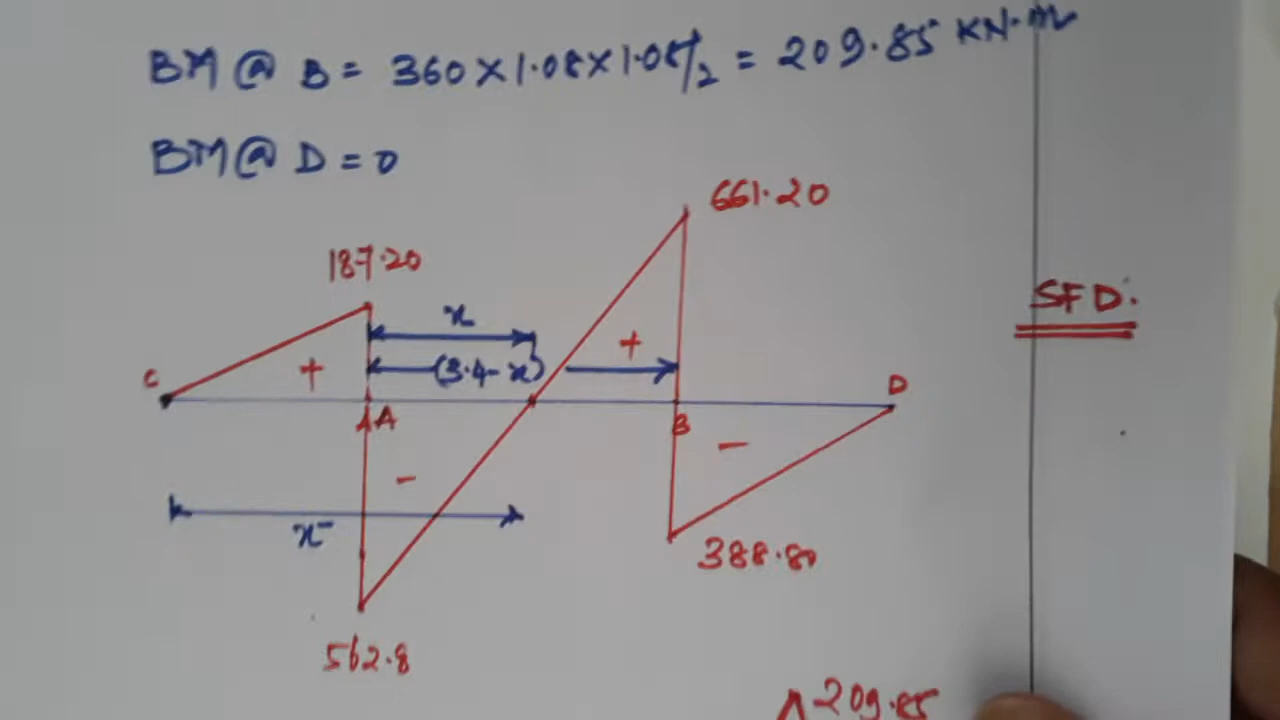 BM @ B = 360 × 1.08 × 1.08/2 = 209.85 KN·m
BM @ D = 0
661.20
187.20
SFD:
x
+
+
(3.4 - x)
C
D
A A
B
-
-
x-
388.80
562.8
209.85